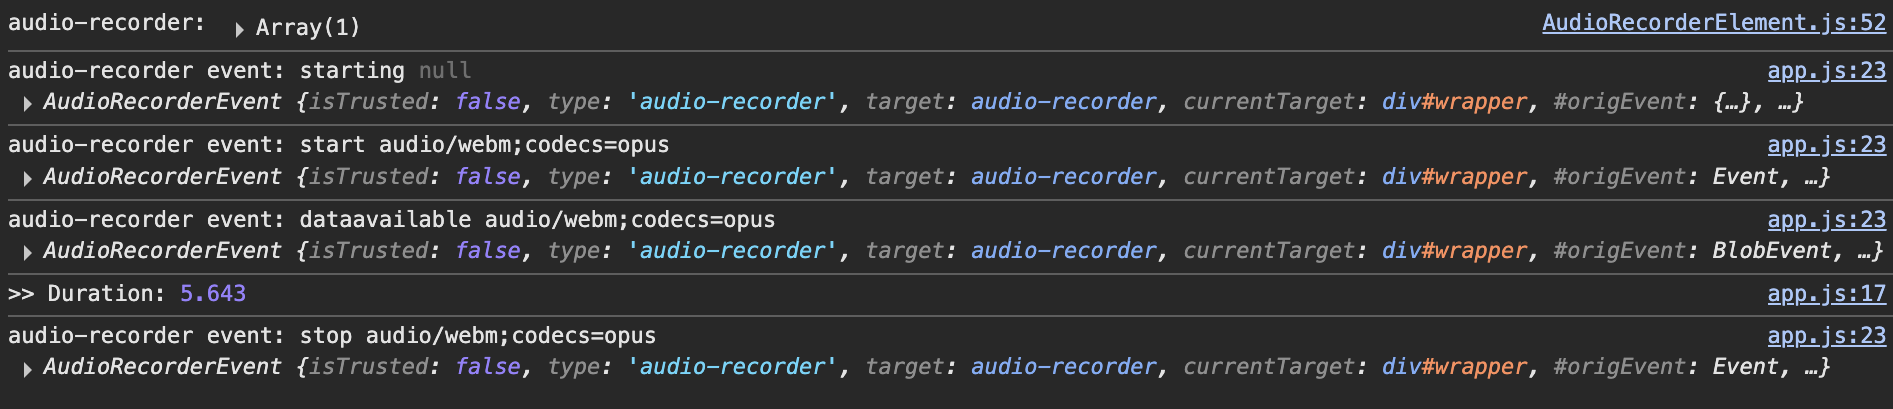 audio-recorder: ▶ Array(1) AudioRecorderElement.js:52
audio-recorder event: starting null app.js:23
▶ AudioRecorderEvent {isTrusted: false, type: 'audio-recorder', target: audio-recorder, currentTarget: div#wrapper, #origEvent: {…}, …}
audio-recorder event: start audio/webm;codecs=opus app.js:23
▶ AudioRecorderEvent {isTrusted: false, type: 'audio-recorder', target: audio-recorder, currentTarget: div#wrapper, #origEvent: Event, …}
audio-recorder event: dataavailable audio/webm;codecs=opus app.js:23
▶ AudioRecorderEvent {isTrusted: false, type: 'audio-recorder', target: audio-recorder, currentTarget: div#wrapper, #origEvent: BlobEvent, …}
>> Duration: 5.643 app.js:17
audio-recorder event: stop audio/webm;codecs=opus app.js:23
▶ AudioRecorderEvent {isTrusted: false, type: 'audio-recorder', target: audio-recorder, currentTarget: div#wrapper, #origEvent: Event, …}